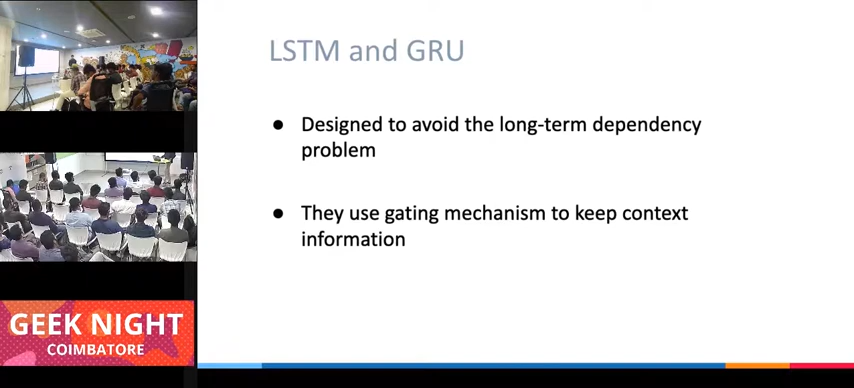 LSTM and GRU
● Designed to avoid the long-term dependency
problem
● They use gating mechanism to keep context
information
GEEK NIGHT
COIMBATORE